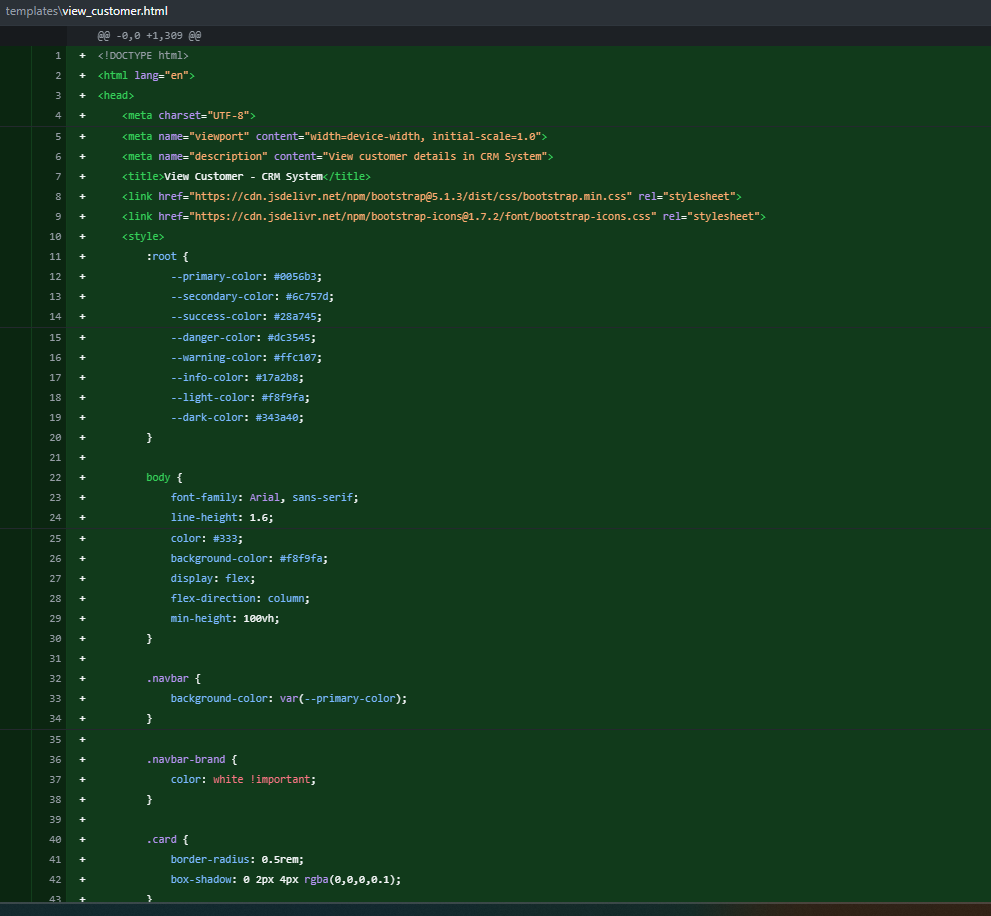 templates\view_customer.html
@@ -0,0 +1,309 @@
1 + <!DOCTYPE html>
2 + <html lang="en">
3 + <head>
4 + <meta charset="UTF-8">
5 + <meta name="viewport" content="width=device-width, initial-scale=1.0">
6 + <meta name="description" content="View customer details in CRM System">
7 + <title>View Customer - CRM System</title>
8 + <link href="https://cdn.jsdelivr.net/npm/bootstrap@5.1.3/dist/css/bootstrap.min.css" rel="stylesheet">
9 + <link href="https://cdn.jsdelivr.net/npm/bootstrap-icons@1.7.2/font/bootstrap-icons.css" rel="stylesheet">
10 + <style>
11 + :root {
12 + --primary-color: #0056b3;
13 + --secondary-color: #6c757d;
14 + --success-color: #28a745;
15 + --danger-color: #dc3545;
16 + --warning-color: #ffc107;
17 + --info-color: #17a2b8;
18 + --light-color: #f8f9fa;
19 + --dark-color: #343a40;
20 + }
21 +
22 + body {
23 + font-family: Arial, sans-serif;
24 + line-height: 1.6;
25 + color: #333;
26 + background-color: #f8f9fa;
27 + display: flex;
28 + flex-direction: column;
29 + min-height: 100vh;
30 + }
31 +
32 + .navbar {
33 + background-color: var(--primary-color);
34 + }
35 +
36 + .navbar-brand {
37 + color: white !important;
38 + }
39 +
40 + .card {
41 + border-radius: 0.5rem;
42 + box-shadow: 0 2px 4px rgba(0,0,0,0.1);
43 + }